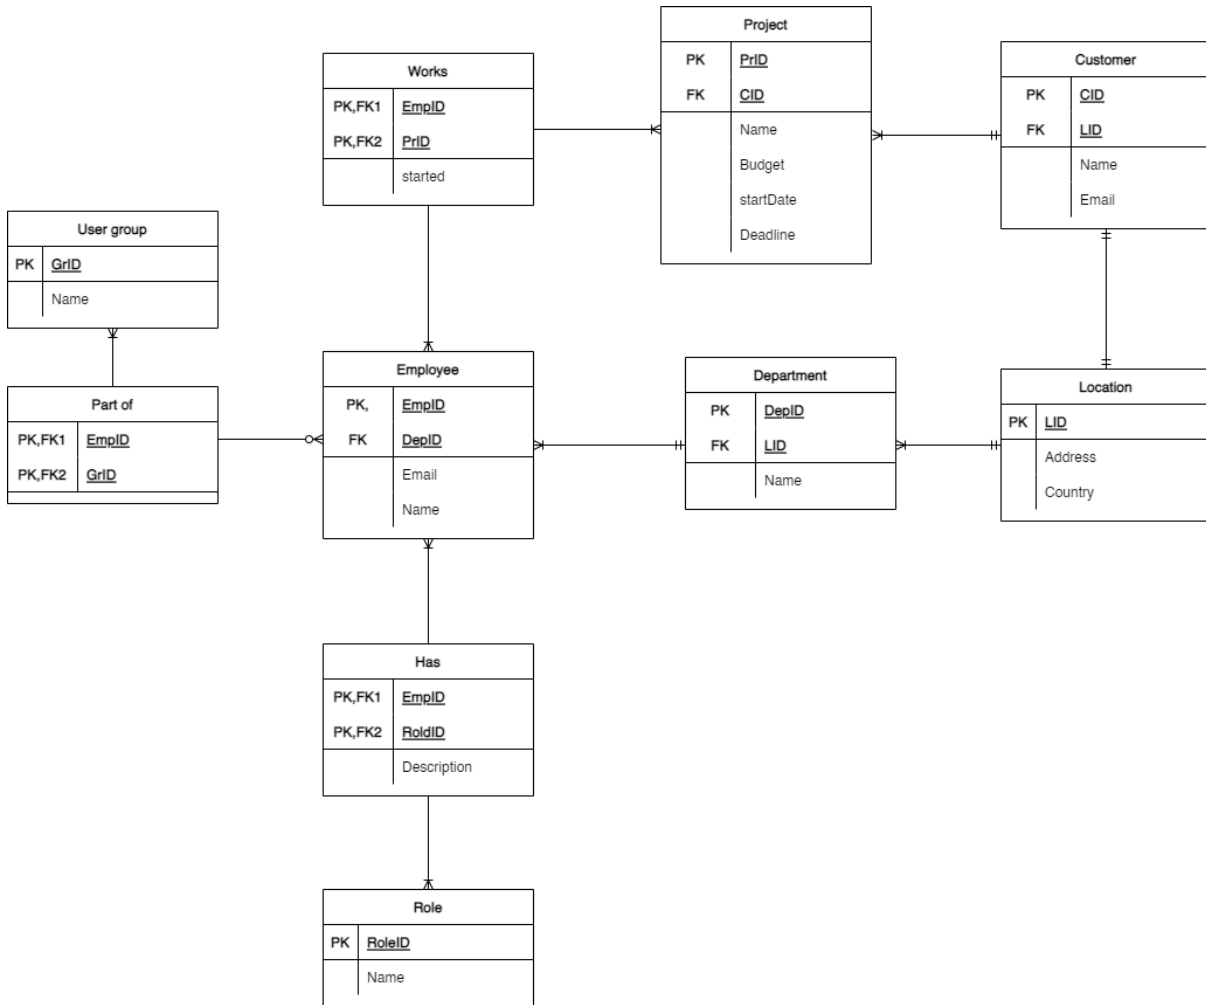 Project
PK PrID
FK CID
Name
Budget
startDate
Deadline
Works
PK,FK1 EmpID
PK,FK2 PrID
started
Customer
PK CID
FK LID
Name
Email
User group
PK GrID
Name
Employee
PK, EmpID
FK DepID
Email
Name
Department
PK DepID
FK LID
Name
Location
PK LID
Address
Country
Part of
PK,FK1 EmpID
PK,FK2 GrID
Has
PK,FK1 EmpID
PK,FK2 RoldID
Description
Role
PK RoleID
Name